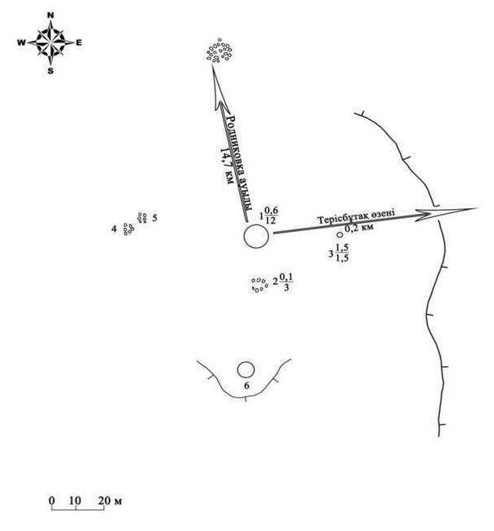 N
W E
S
Родниковка ауылы
14,7 км
1 0,6
12
Терісбұтақ өзені
0,2 км
3 1,5
1,5
5
4
2 0,1
3
6
0 10 20 м